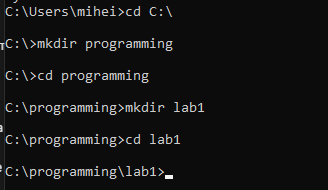 C:\Users\mihei>cd C:\
C:\>mkdir programming
C:\>cd programming
C:\programming>mkdir lab1
C:\programming>cd lab1
C:\programming\lab1>